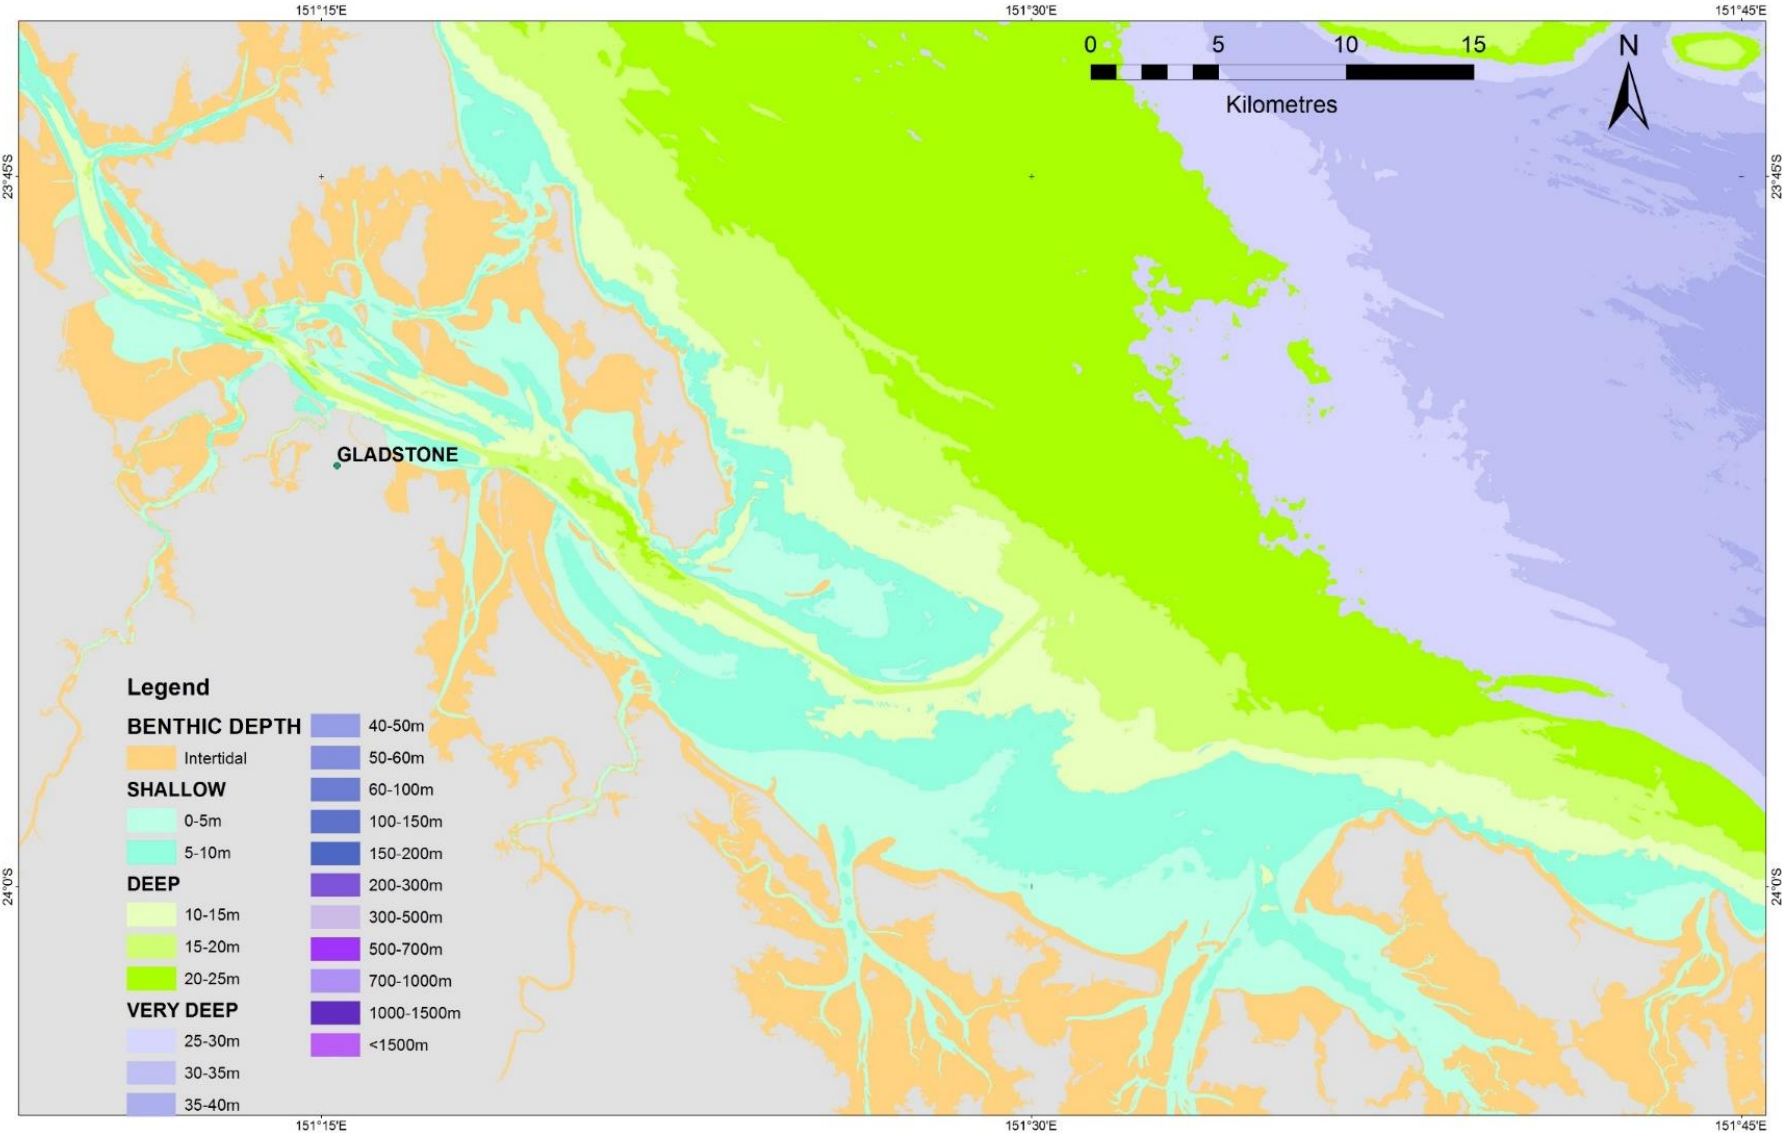 151°15'E 151°30'E 151°45'E
0 5 10 15
Kilometres
N
23°45'S 23°45'S
GLADSTONE
Legend
BENTHIC DEPTH
Intertidal
SHALLOW
0-5m
5-10m
DEEP
10-15m
15-20m
20-25m
VERY DEEP
25-30m
30-35m
35-40m
40-50m
50-60m
60-100m
100-150m
150-200m
200-300m
300-500m
500-700m
700-1000m
1000-1500m
<1500m
24°0'S 24°0'S
151°15'E 151°30'E 151°45'E